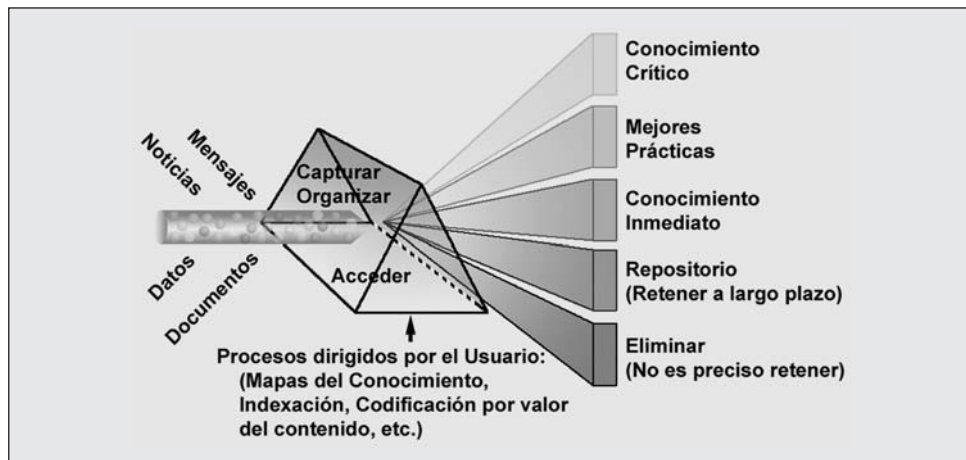 Noticias
Mensajes
Datos
Documentos
Capturar
Organizar
Acceder
Procesos dirigidos por el Usuario:
(Mapas del Conocimiento,
Indexación, Codificación por valor
del contenido, etc.)
Conocimiento
Crítico
Mejores
Prácticas
Conocimiento
Inmediato
Repositorio
(Retener a largo plazo)
Eliminar
(No es preciso retener)